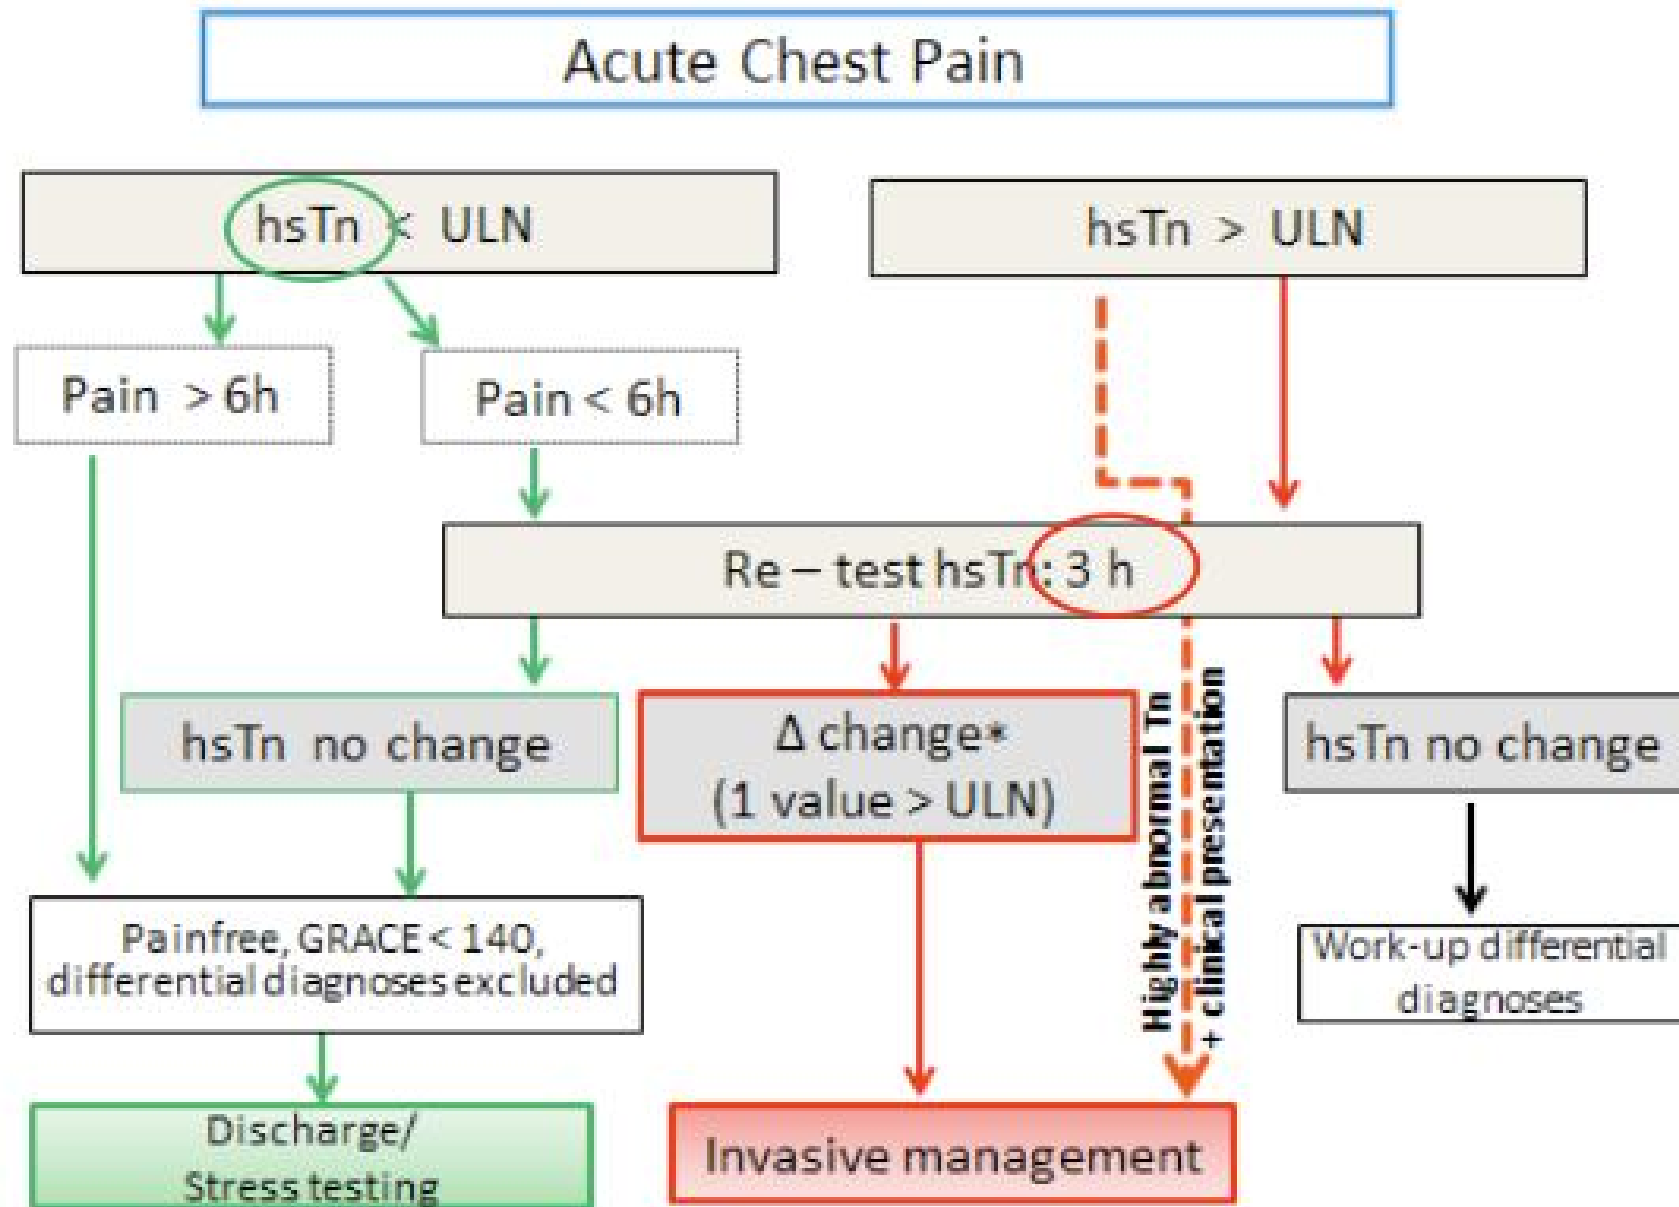 Acute Chest Pain
hsTn < ULN
hsTn > ULN
Pain > 6h
Pain < 6h
Re – test hsTn: 3 h
hsTn no change
Δ change*
(1 value > ULN)
Highly abnormal Tn
+ clinical presentation
hsTn no change
Painfree, GRACE < 140,
differential diagnoses excluded
Work-up differential
diagnoses
Discharge/
Stress testing
Invasive management